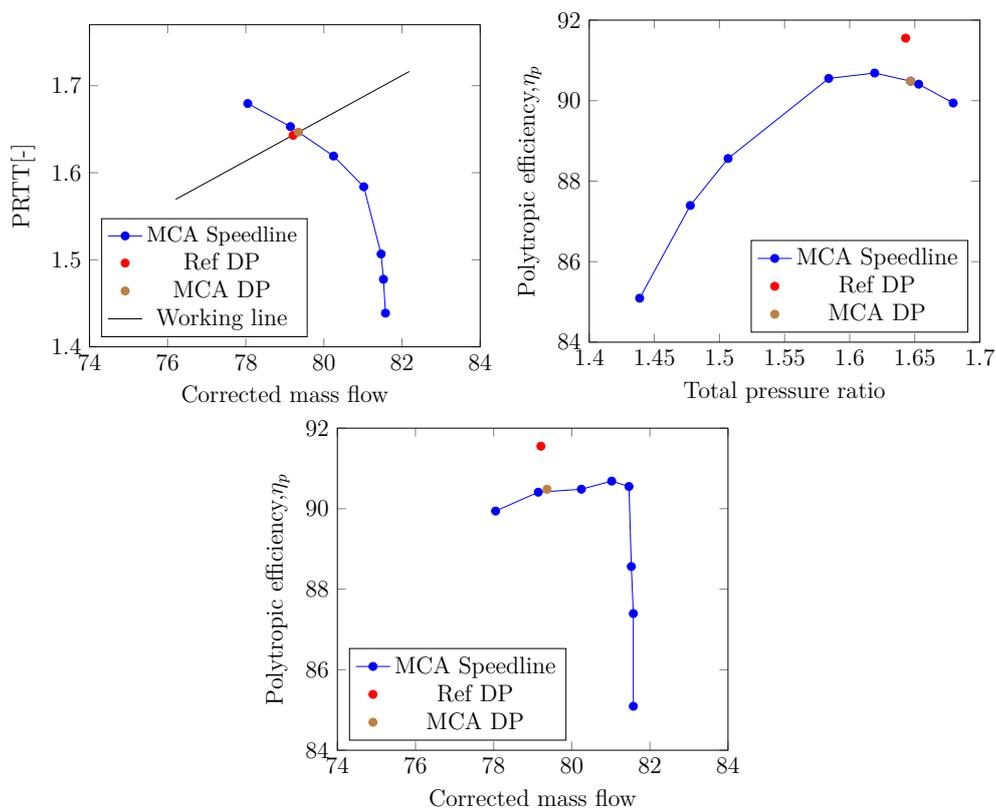 PRTT[-]
1.7
1.6
1.5
1.4
74
76
78
80
82
84
Corrected mass flow
MCA Speedline
Ref DP
MCA DP
Working line
Polytropic efficiency,ηp
92
90
88
86
84
1.4
1.45
1.5
1.55
1.6
1.65
1.7
Total pressure ratio
MCA Speedline
Ref DP
MCA DP
Polytropic efficiency,ηp
92
90
88
86
84
74
76
78
80
82
84
Corrected mass flow
MCA Speedline
Ref DP
MCA DP